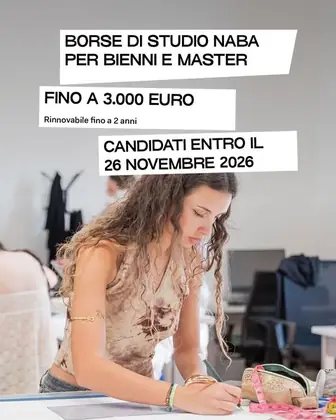 BORSE DI STUDIO NABA
PER BIENNI E MASTER
FINO A 3.000 EURO
Rinnovabile fino a 2 anni
CANDIDATI ENTRO IL
26 NOVEMBRE 2026